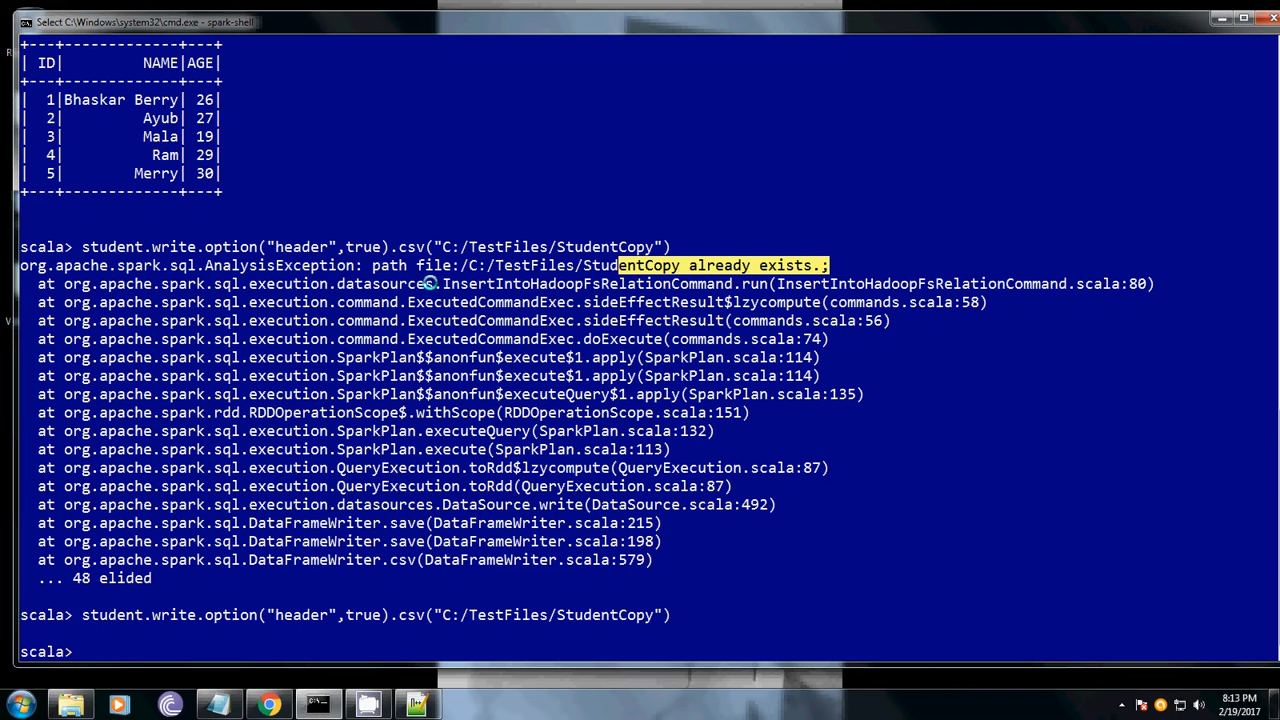 Select C:\Windows\system32\cmd.exe - spark-shell
+---+-------------+---+
| ID|         NAME|AGE|
+---+-------------+---+
|  1|Bhaskar Berry| 26|
|  2|         Ayub| 27|
|  3|         Mala| 19|
|  4|          Ram| 29|
|  5|        Merry| 30|
+---+-------------+---+
scala> student.write.option("header",true).csv("C:/TestFiles/StudentCopy")
org.apache.spark.sql.AnalysisException: path file:/C:/TestFiles/StudentCopy already exists.;
  at org.apache.spark.sql.execution.datasources.InsertIntoHadoopFsRelationCommand.run(InsertIntoHadoopFsRelationCommand.scala:80)
  at org.apache.spark.sql.execution.command.ExecutedCommandExec.sideEffectResult$lzycompute(commands.scala:58)
  at org.apache.spark.sql.execution.command.ExecutedCommandExec.sideEffectResult(commands.scala:56)
  at org.apache.spark.sql.execution.command.ExecutedCommandExec.doExecute(commands.scala:74)
  at org.apache.spark.sql.execution.SparkPlan$$anonfun$execute$1.apply(SparkPlan.scala:114)
  at org.apache.spark.sql.execution.SparkPlan$$anonfun$execute$1.apply(SparkPlan.scala:114)
  at org.apache.spark.sql.execution.SparkPlan$$anonfun$executeQuery$1.apply(SparkPlan.scala:135)
  at org.apache.spark.rdd.RDDOperationScope$.withScope(RDDOperationScope.scala:151)
  at org.apache.spark.sql.execution.SparkPlan.executeQuery(SparkPlan.scala:132)
  at org.apache.spark.sql.execution.SparkPlan.execute(SparkPlan.scala:113)
  at org.apache.spark.sql.execution.QueryExecution.toRdd$lzycompute(QueryExecution.scala:87)
  at org.apache.spark.sql.execution.QueryExecution.toRdd(QueryExecution.scala:87)
  at org.apache.spark.sql.execution.datasources.DataSource.write(DataSource.scala:492)
  at org.apache.spark.sql.DataFrameWriter.save(DataFrameWriter.scala:215)
  at org.apache.spark.sql.DataFrameWriter.save(DataFrameWriter.scala:198)
  at org.apache.spark.sql.DataFrameWriter.csv(DataFrameWriter.scala:579)
  ... 48 elided
scala> student.write.option("header",true).csv("C:/TestFiles/StudentCopy")
scala>
8:13 PM
2/19/2017